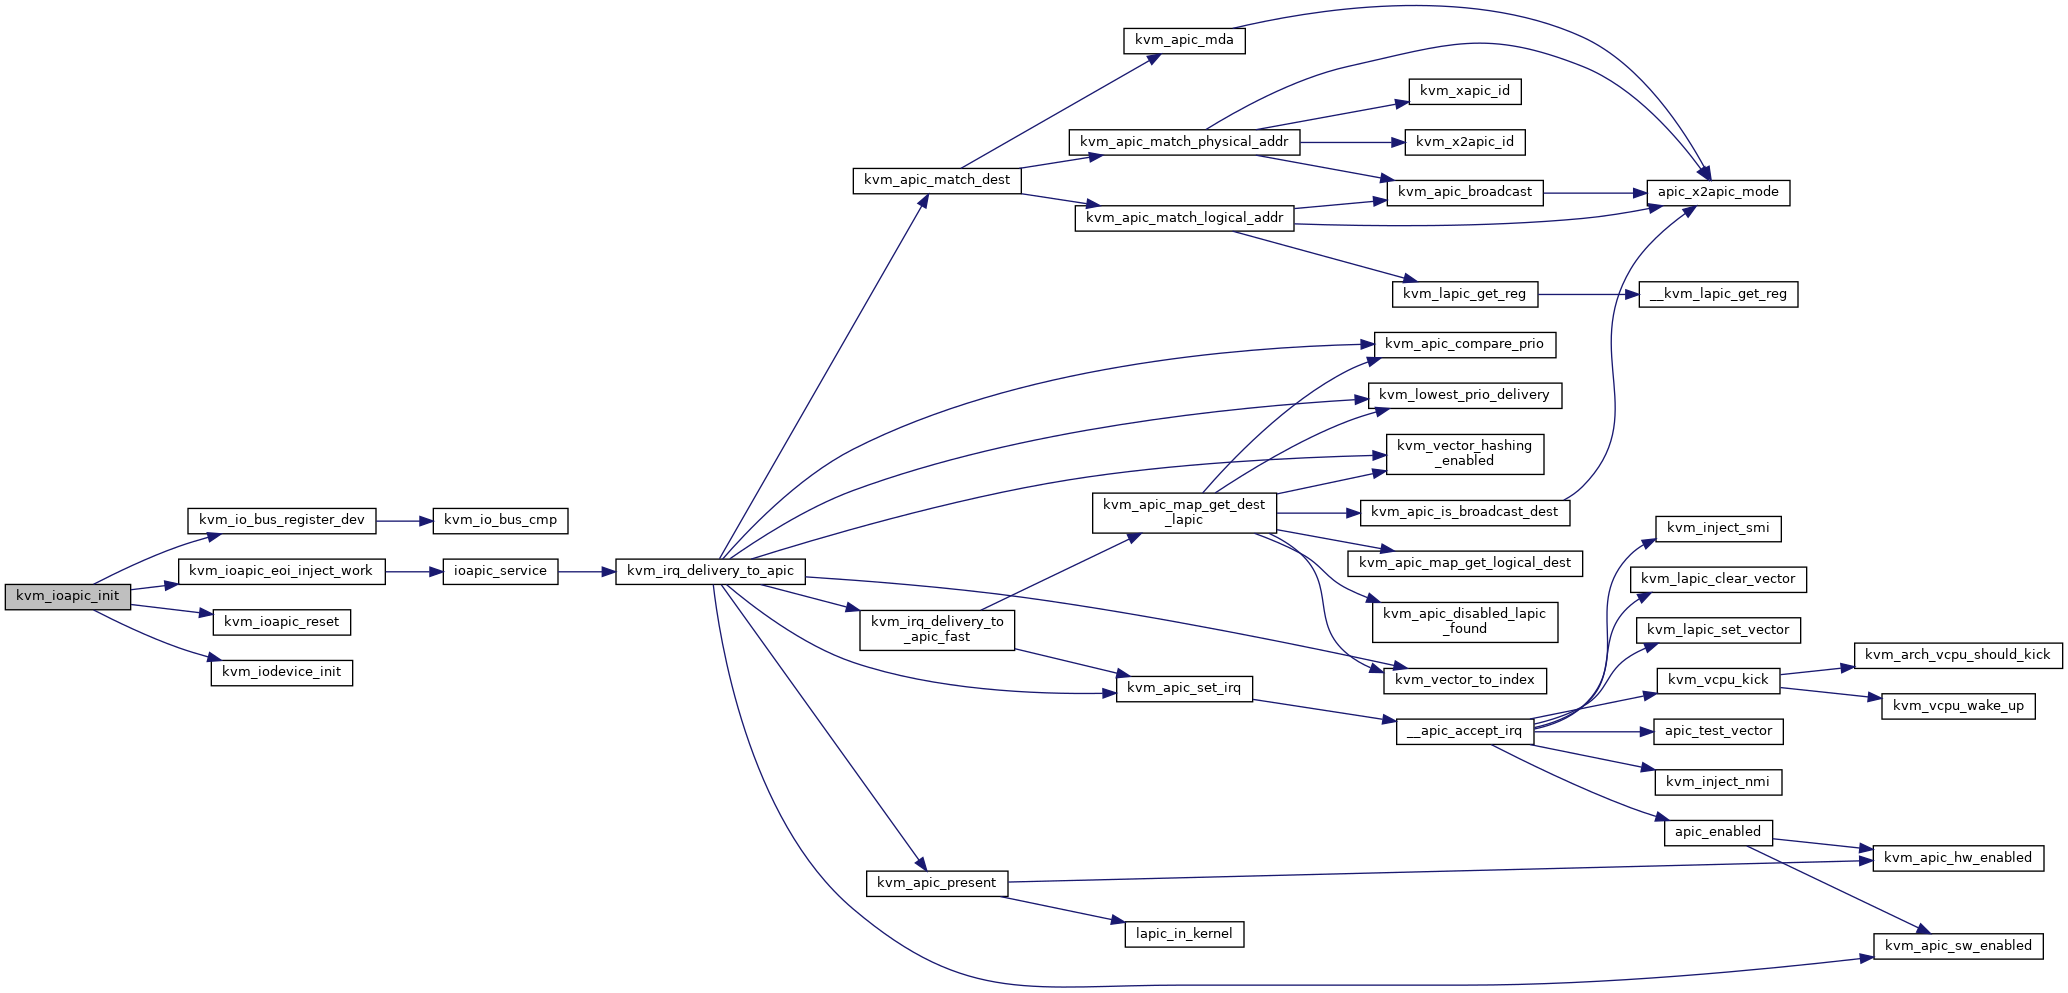 kvm_apic_mda
kvm_xapic_id
kvm_apic_match_physical_addr
kvm_x2apic_id
kvm_apic_match_dest
kvm_apic_broadcast
apic_x2apic_mode
kvm_apic_match_logical_addr
kvm_lapic_get_reg
__kvm_lapic_get_reg
kvm_apic_compare_prio
kvm_lowest_prio_delivery
kvm_vector_hashing
_enabled
kvm_apic_map_get_dest
_lapic
kvm_apic_is_broadcast_dest
kvm_io_bus_register_dev
kvm_io_bus_cmp
kvm_inject_smi
kvm_apic_map_get_logical_dest
kvm_ioapic_eoi_inject_work
ioapic_service
kvm_irq_delivery_to_apic
kvm_lapic_clear_vector
kvm_ioapic_init
kvm_ioapic_reset
kvm_irq_delivery_to
_apic_fast
kvm_apic_disabled_lapic
_found
kvm_lapic_set_vector
kvm_arch_vcpu_should_kick
kvm_iodevice_init
kvm_apic_set_irq
kvm_vector_to_index
kvm_vcpu_kick
kvm_vcpu_wake_up
__apic_accept_irq
apic_test_vector
kvm_inject_nmi
apic_enabled
kvm_apic_hw_enabled
kvm_apic_present
lapic_in_kernel
kvm_apic_sw_enabled